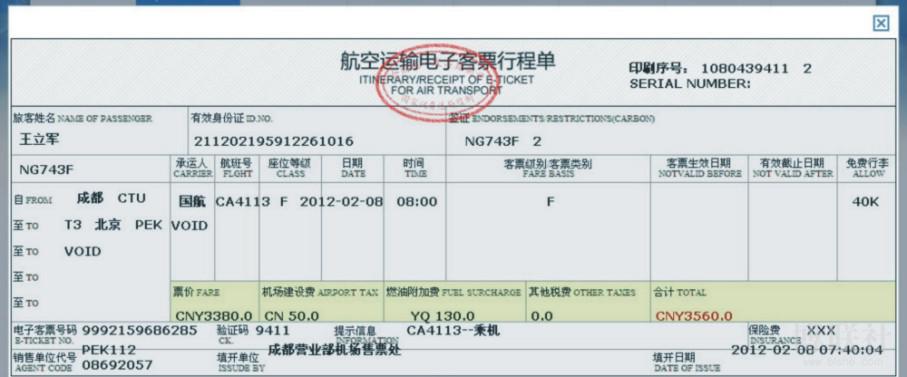 航空运输电子客票行程单
ITINERARY/RECEIPT OF E-TICKET
FOR AIR TRANSPORT
印刷序号: 1080439411 2
SERIAL NUMBER:
旅客姓名 NAME OF PASSENGER 有效身份证 ID.NO. 签证 ENDORSEMENTS/RESTRICTIONS(CARBON)
王立军 211202195912261016 NG743F 2
NG743F 承运人 CARRIER 航班号 FLGHT 座位等级 CLASS 日期 DATE 时间 TIME 客票级别/客票类别 FARE BASIS 客票生效日期 NOTVALID BEFORE 有效截止日期 NOT VALID AFTER 免费行李 ALLOW
自 FROM 成都 CTU 国航 CA4113 F 2012-02-08 08:00 F 40K
至 TO T3 北京 PEK VOID
至 TO VOID
至 TO
至 TO
票价 FARE 机场建设费 AIRPORT TAX 燃油附加费 FUEL SURCHARGE 其他税费 OTHER TAXES 合计 TOTAL
CNY3380.0 CN 50.0 YQ 130.0 0.0 CNY3560.0
电子客票号码 E-TICKET NO. 9992159686285 验证码 CK. 9411 提示信息 INFORMATION CA4113--乘机 保险费 INSURANCE XXX
销售单位代号 AGENT CODE PEK112 08692057 填开单位 ISSUDE BY 成都营业部机场售票处 填开日期 DATE OF ISSUE 2012-02-08 07:40:04